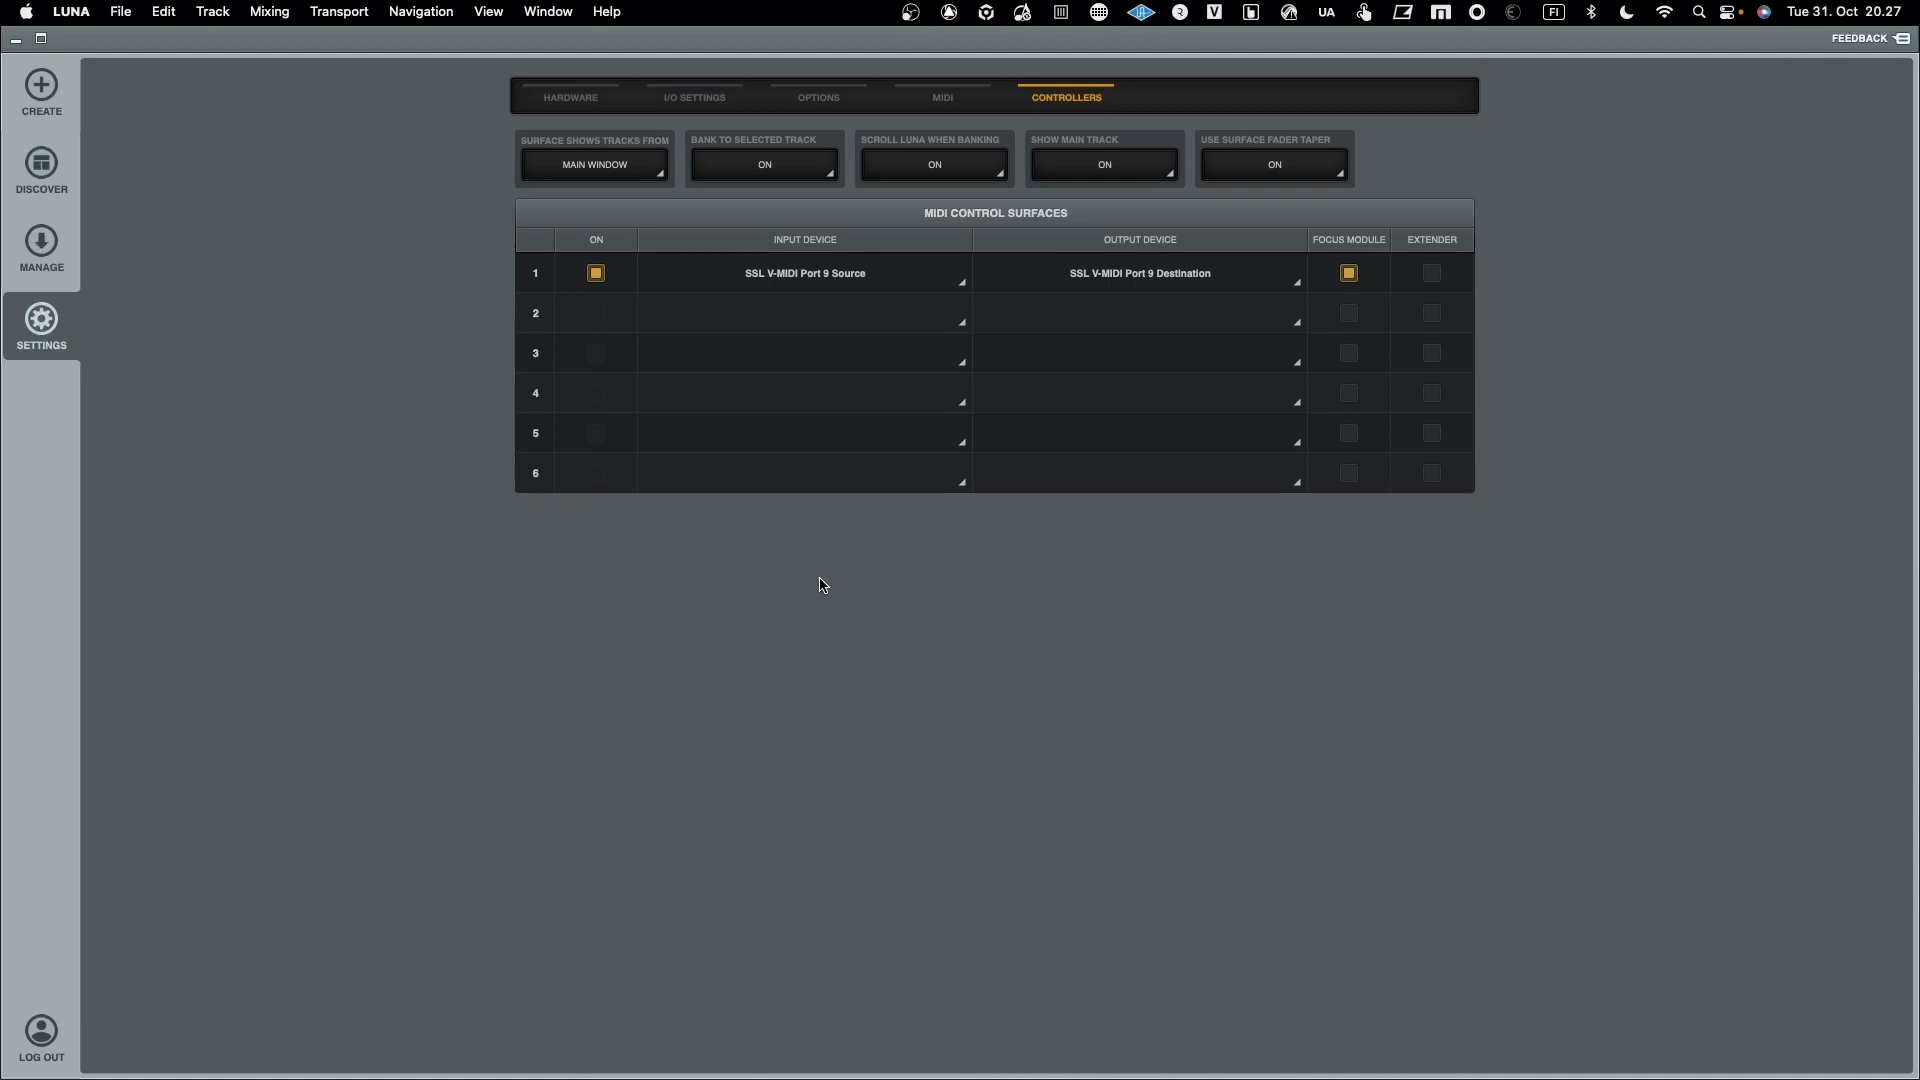 LUNA File Edit Track Mixing Transport Navigation View Window Help UA FI Tue 31. Oct 20.27
FEEDBACK
CREATE
DISCOVER
MANAGE
SETTINGS
LOG OUT
HARDWARE I/O SETTINGS OPTIONS MIDI CONTROLLERS
SURFACE SHOWS TRACKS FROM BANK TO SELECTED TRACK SCROLL LUNA WHEN BANKING SHOW MAIN TRACK USE SURFACE FADER TAPER
MAIN WINDOW ON ON ON ON
MIDI CONTROL SURFACES
ON INPUT DEVICE OUTPUT DEVICE FOCUS MODULE EXTENDER
1 SSL V-MIDI Port 9 Source SSL V-MIDI Port 9 Destination
2
3
4
5
6